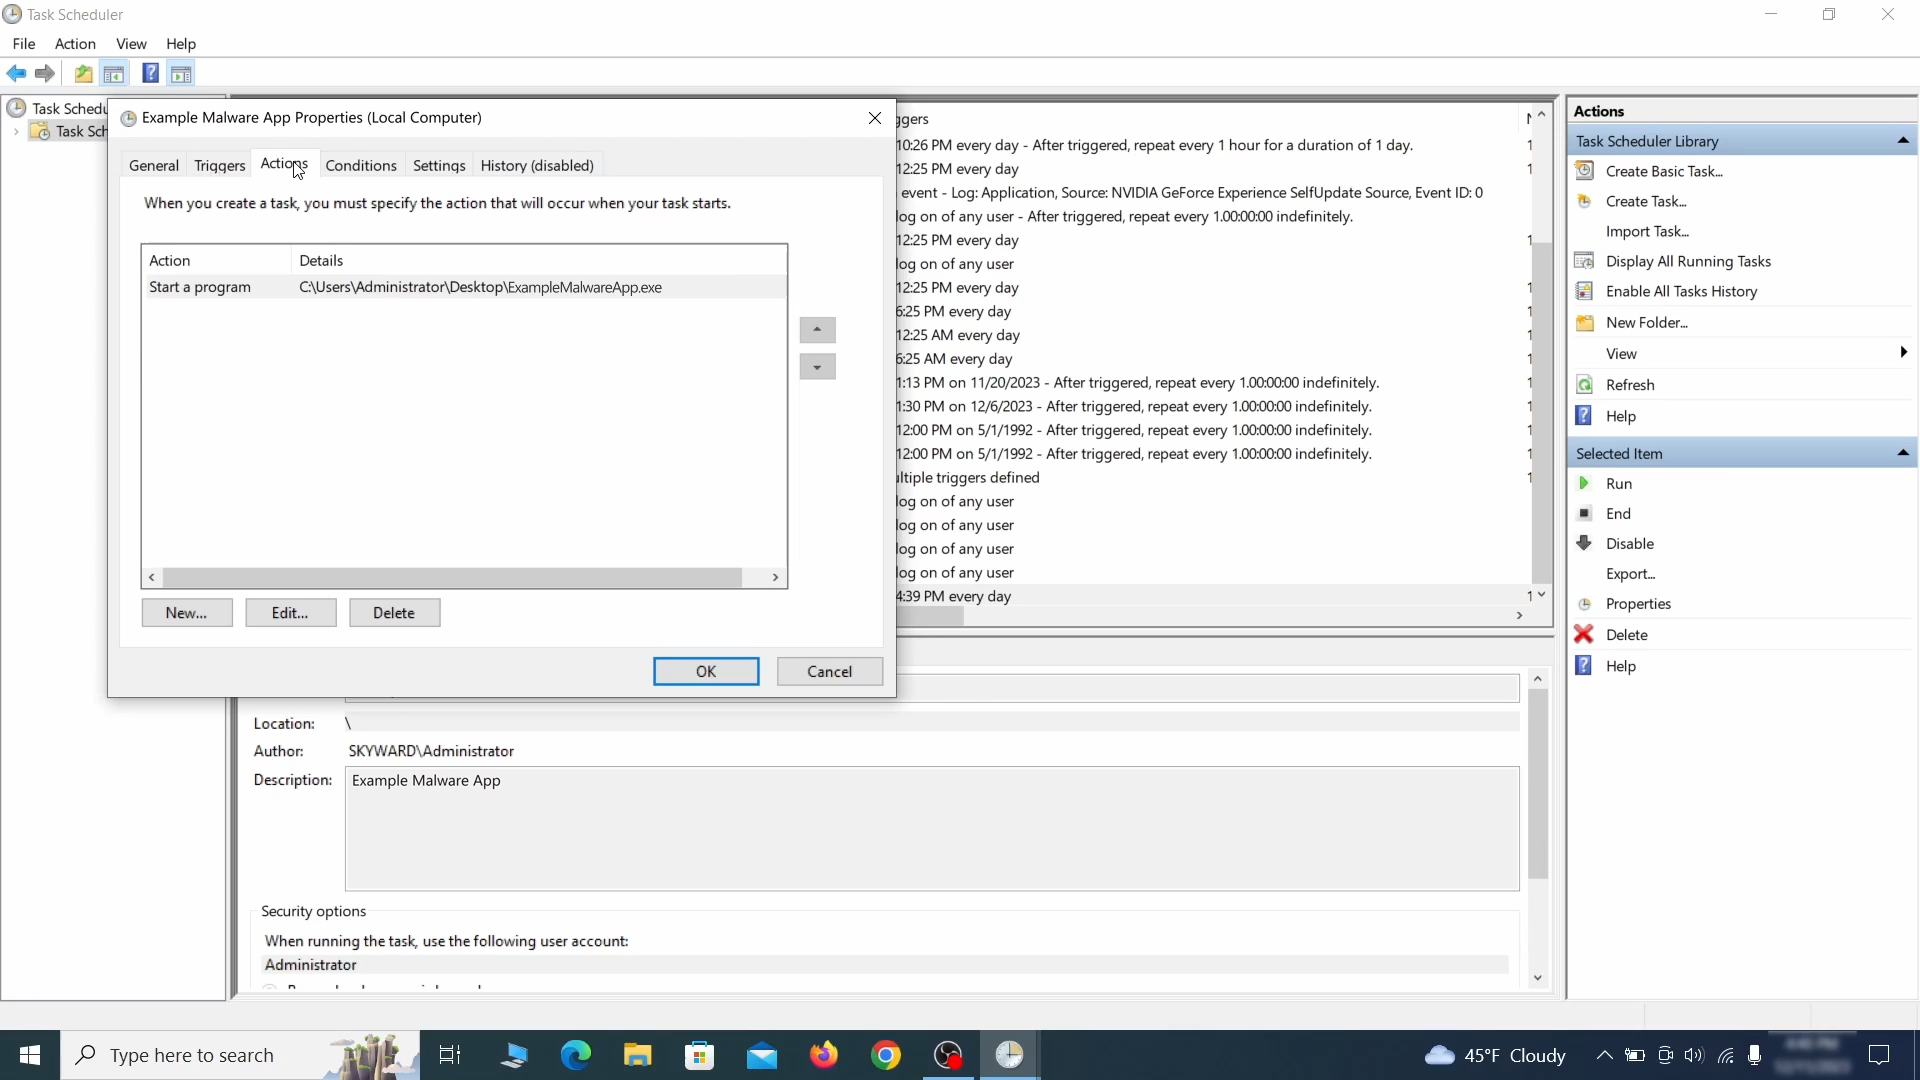 Task Scheduler
File Action View Help
Task Schedu
Task Sch
Example Malware App Properties (Local Computer)
General Triggers Actions Conditions Settings History (disabled)
When you create a task, you must specify the action that will occur when your task starts.
Action Details
Start a program C:\Users\Administrator\Desktop\ExampleMalwareApp.exe
New... Edit... Delete
OK Cancel
ggers
10:26 PM every day - After triggered, repeat every 1 hour for a duration of 1 day.
12:25 PM every day
event - Log: Application, Source: NVIDIA GeForce Experience SelfUpdate Source, Event ID: 0
log on of any user - After triggered, repeat every 1.00:00:00 indefinitely.
12:25 PM every day
log on of any user
12:25 PM every day
6:25 PM every day
12:25 AM every day
6:25 AM every day
1:13 PM on 11/20/2023 - After triggered, repeat every 1.00:00:00 indefinitely.
1:30 PM on 12/6/2023 - After triggered, repeat every 1.00:00:00 indefinitely.
12:00 PM on 5/1/1992 - After triggered, repeat every 1.00:00:00 indefinitely.
12:00 PM on 5/1/1992 - After triggered, repeat every 1.00:00:00 indefinitely.
ultiple triggers defined
log on of any user
log on of any user
log on of any user
log on of any user
4:39 PM every day
Location: \
Author: SKYWARD\Administrator
Description: Example Malware App
Security options
When running the task, use the following user account:
Administrator
Actions
Task Scheduler Library
Create Basic Task...
Create Task...
Import Task...
Display All Running Tasks
Enable All Tasks History
New Folder...
View
Refresh
Help
Selected Item
Run
End
Disable
Export...
Properties
Delete
Help
Type here to search
45°F Cloudy